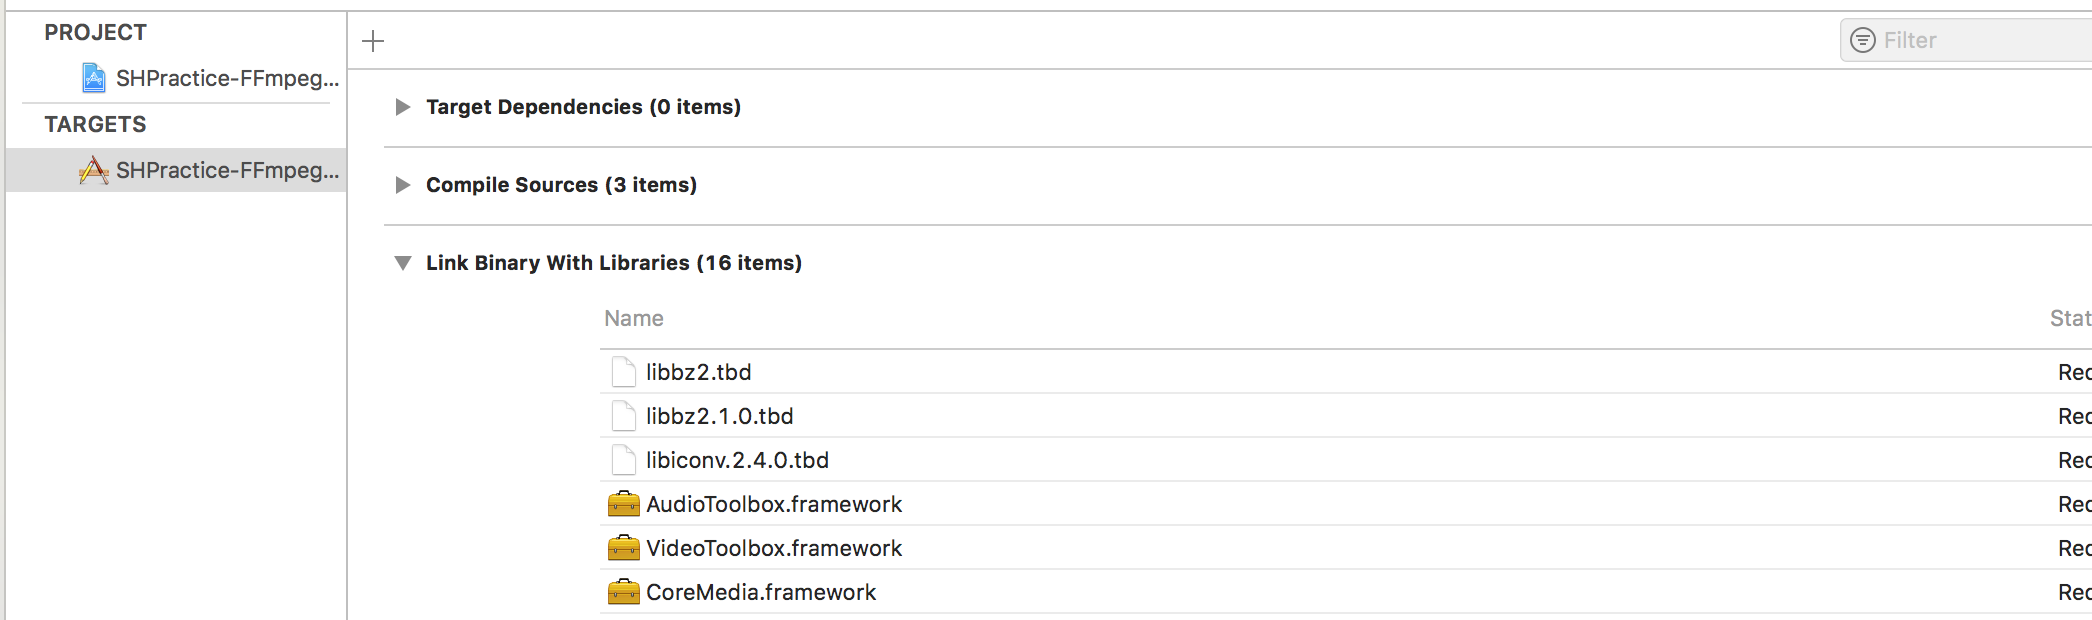 PROJECT
SHPractice-FFmpeg...
TARGETS
SHPractice-FFmpeg...
Filter
Target Dependencies (0 items)
Compile Sources (3 items)
Link Binary With Libraries (16 items)
Name Stat
libbz2.tbd Rec
libbz2.1.0.tbd Rec
libiconv.2.4.0.tbd Rec
AudioToolbox.framework Rec
VideoToolbox.framework Rec
CoreMedia.framework Rec